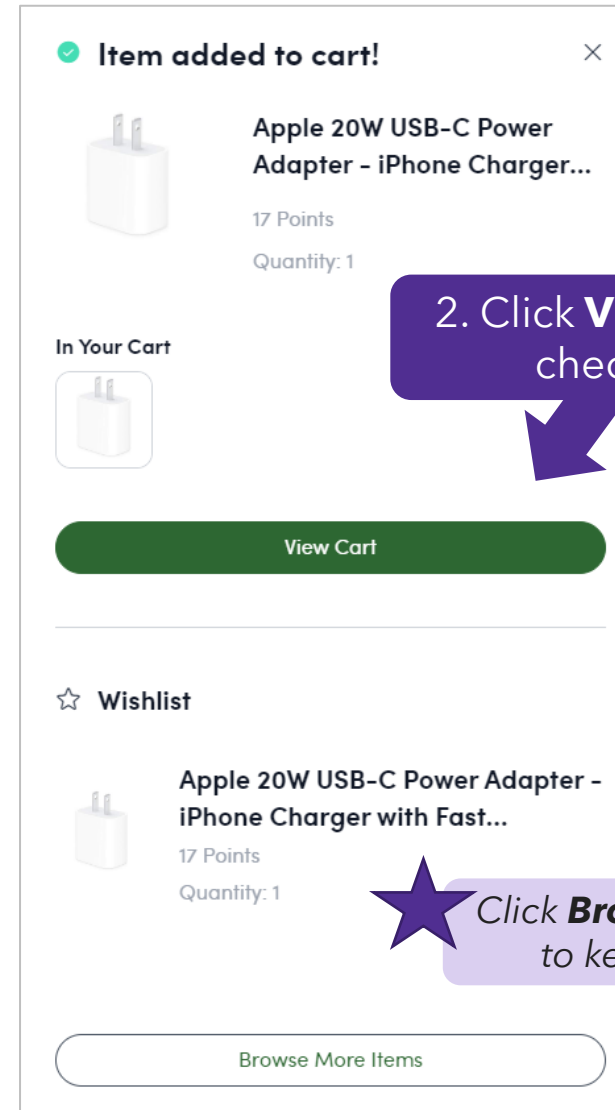 Item added to cart!
Apple 20W USB-C Power
Adapter - iPhone Charger...
17 Points
Quantity: 1
2. Click
In Your Cart
View Cart
Wishlist
Apple 20W USB-C Power Adapter -
iPhone Charger with Fast...
17 Points
Quantity: 1
Click
to
Browse More Items